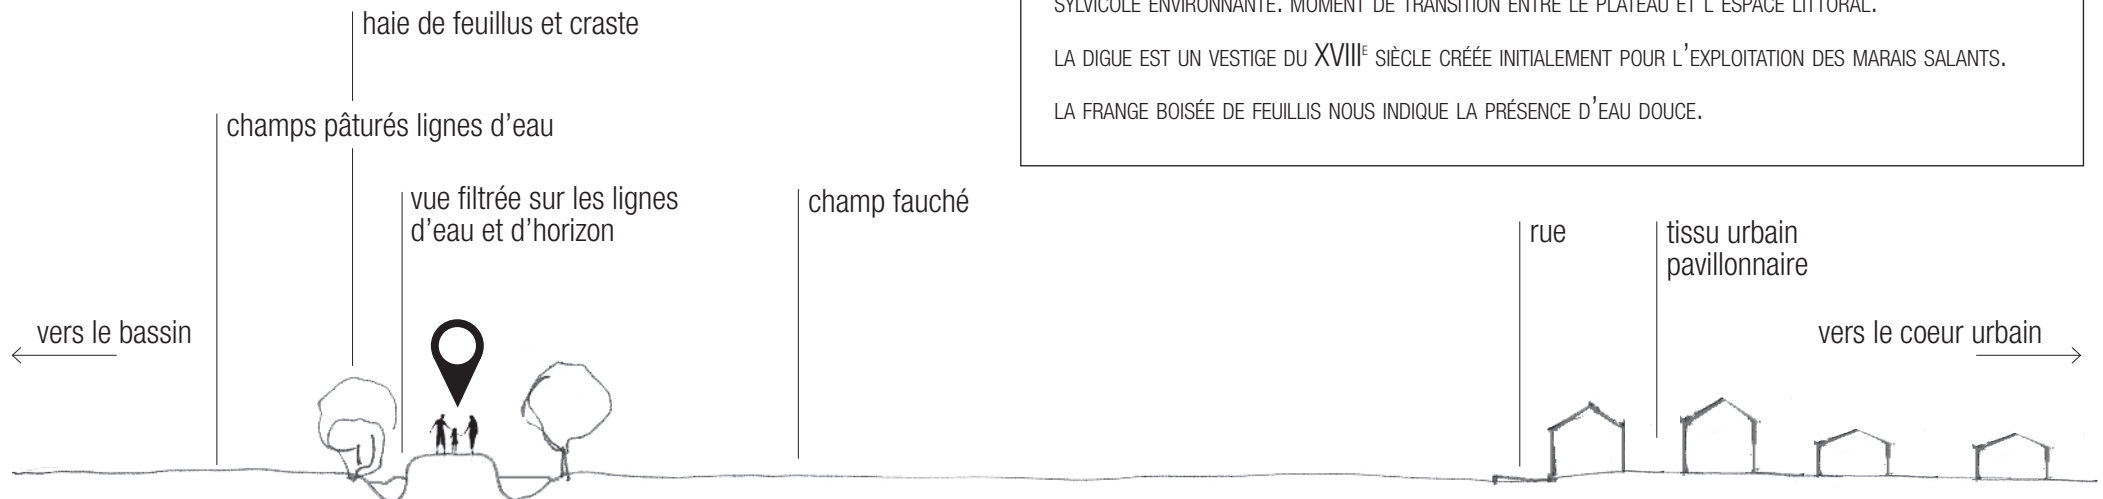 haie de feuillus et craste
SYLVICOLE ENVIRONNANTE. MOMENT DE TRANSITION ENTRE LE PLATEAU ET L'ESPACE LITTORAL.
LA DIGUE EST UN VESTIGE DU XVIIIE SIÈCLE CRÉÉE INITIALEMENT POUR L'EXPLOITATION DES MARAIS SALANTS.
LA FRANGE BOISÉE DE FEUILLIS NOUS INDIQUE LA PRÉSENCE D'EAU DOUCE.
champs pâturés lignes d'eau
vue filtrée sur les lignes
d'eau et d'horizon
champ fauché
rue
tissu urbain
pavillonnaire
vers le bassin
vers le coeur urbain